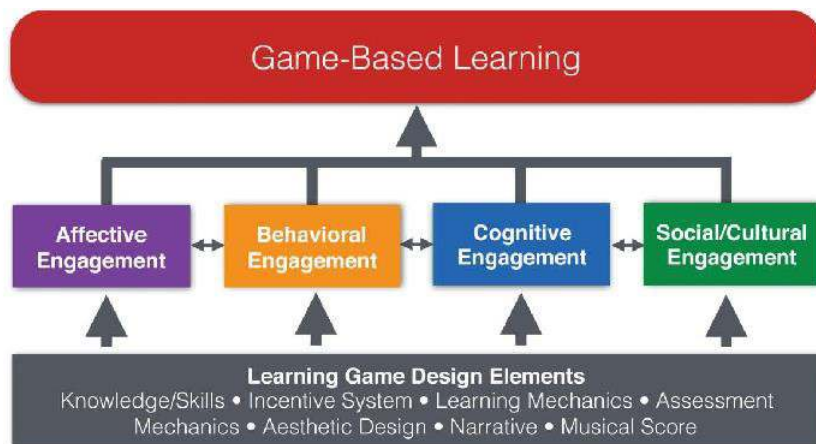 Game-Based Learning
Affective
Engagement
Behavioral
Engagement
Cognitive
Engagement
Social/Cultural
Engagement
Learning Game Design Elements
Knowledge/Skills • Incentive System • Learning Mechanics • Assessment
Mechanics • Aesthetic Design • Narrative • Musical Score